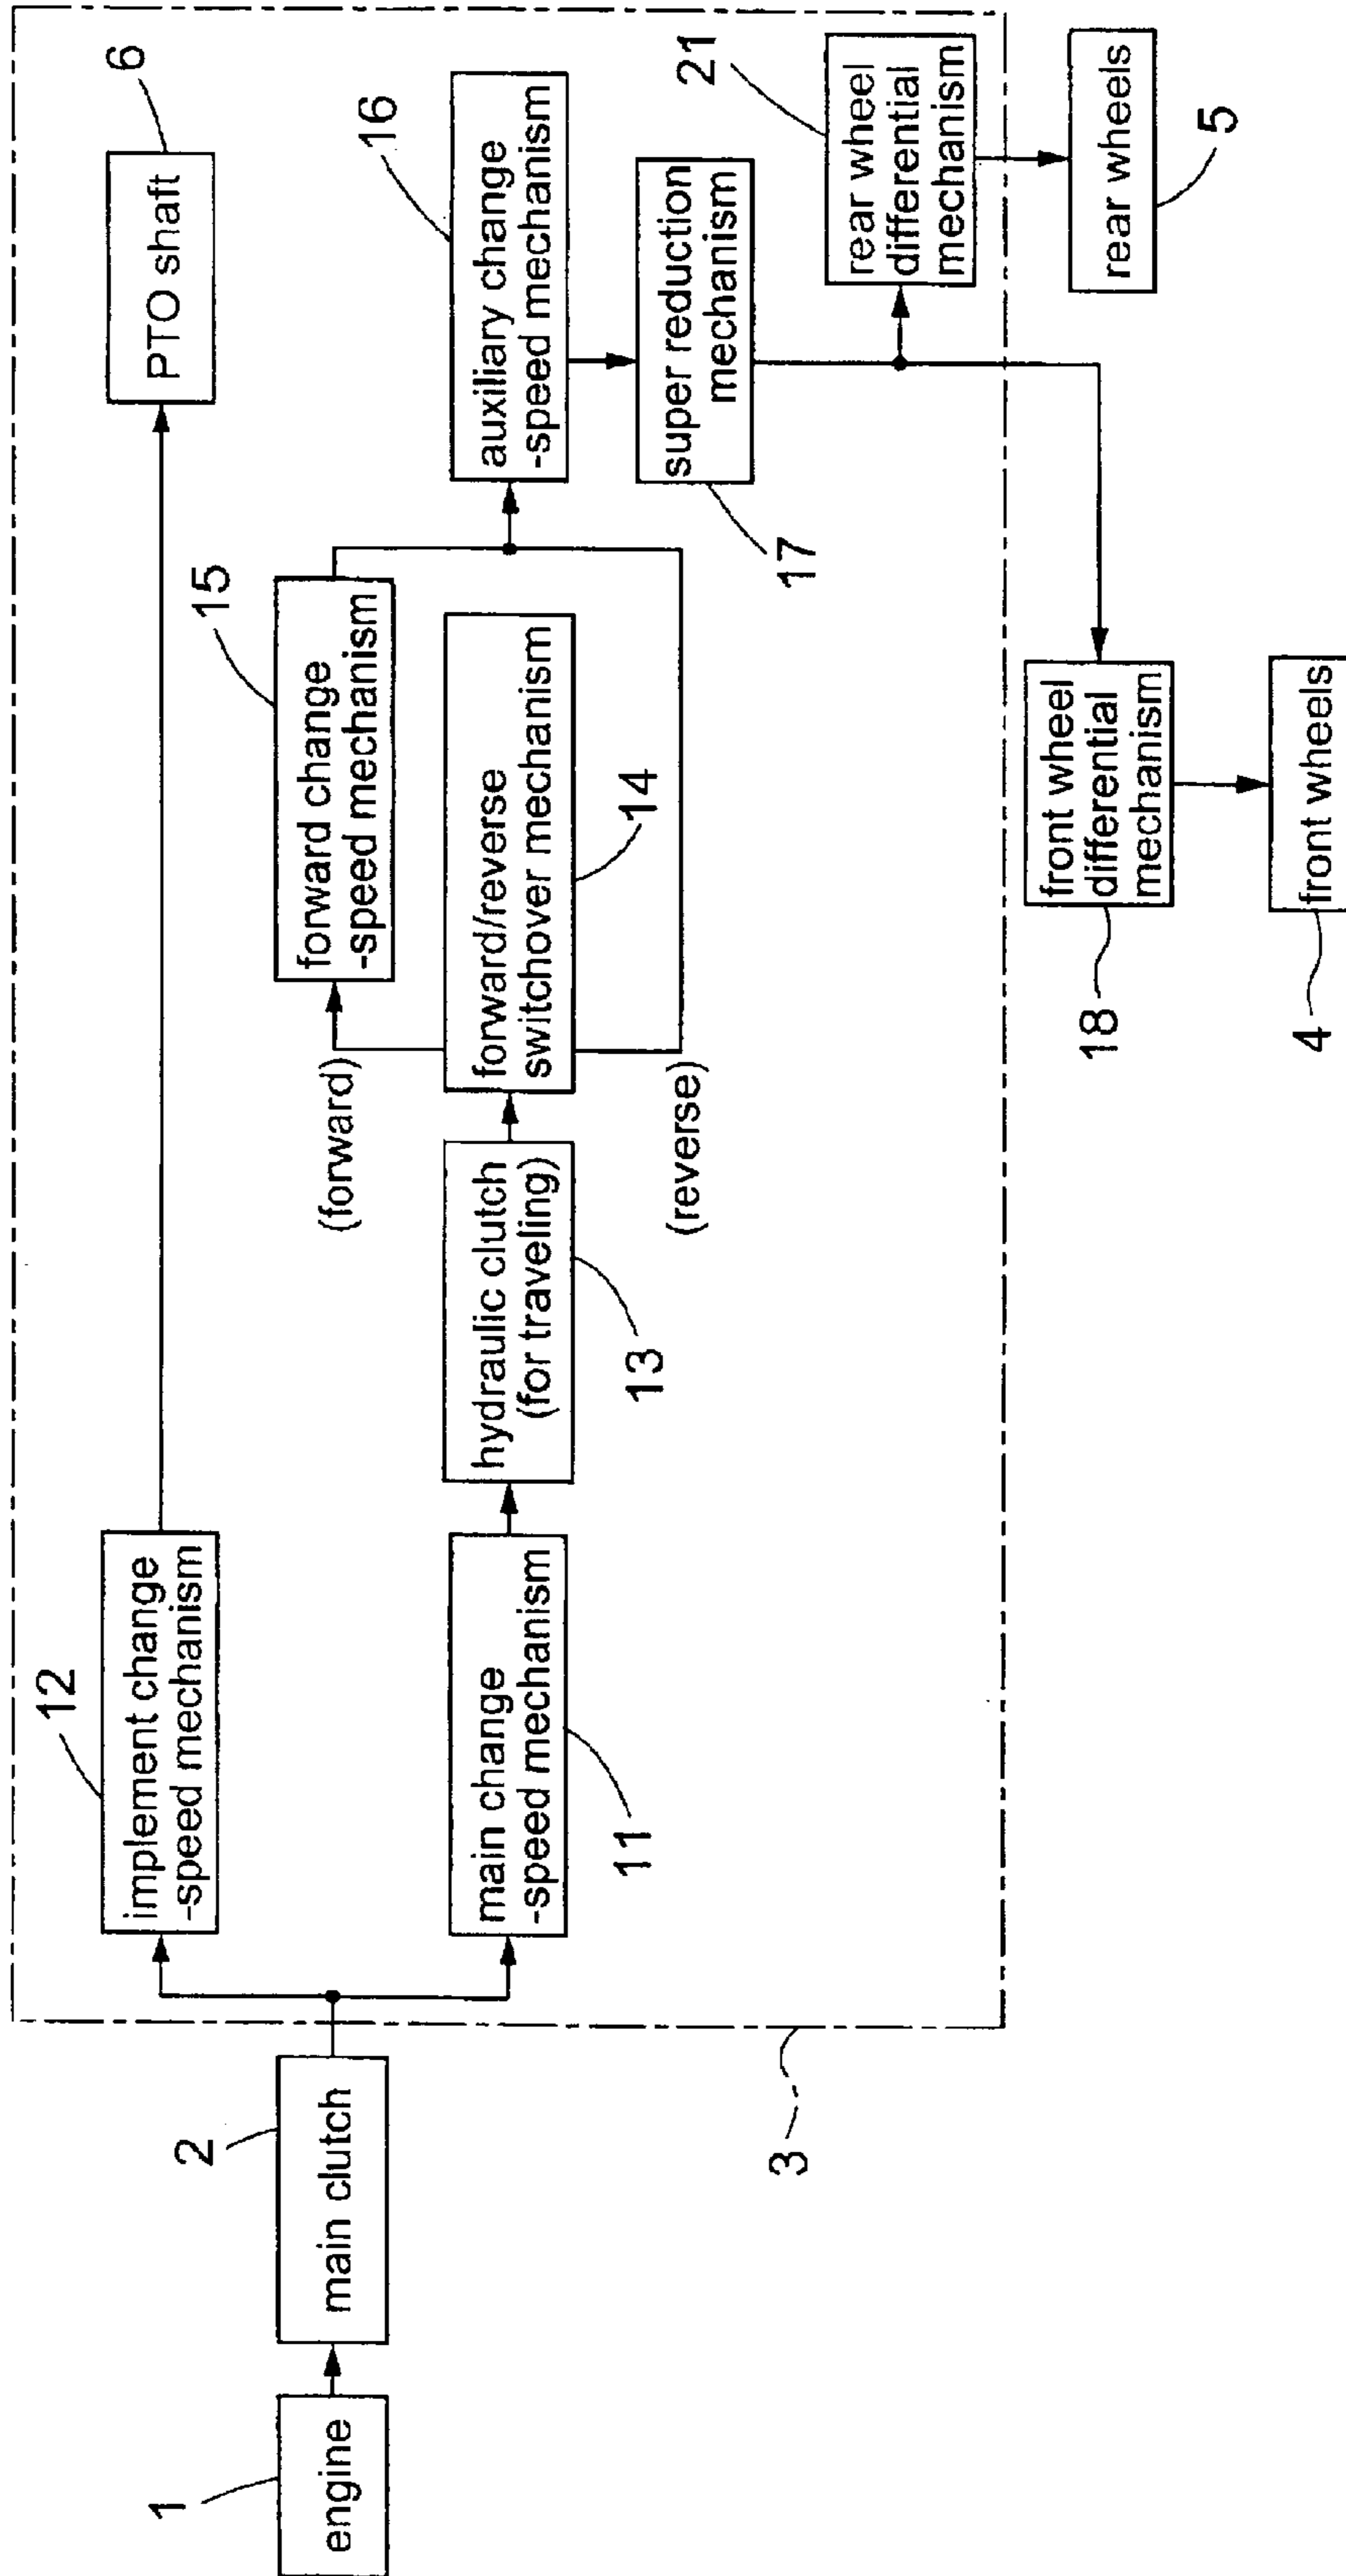 6
PTO shaft
12
implement change
-speed mechanism
15
forward change
-speed mechanism
16
auxiliary change
-speed mechanism
2
main clutch
1
engine
(forward)
forward/reverse
switchover mechanism
14
hydraulic clutch
(for traveling)
13
main change
-speed mechanism
11
(reverse)
super reduction
mechanism
17
21
rear wheel
differential
mechanism
3
rear wheels
5
front wheel
differential
mechanism
18
front wheels
4